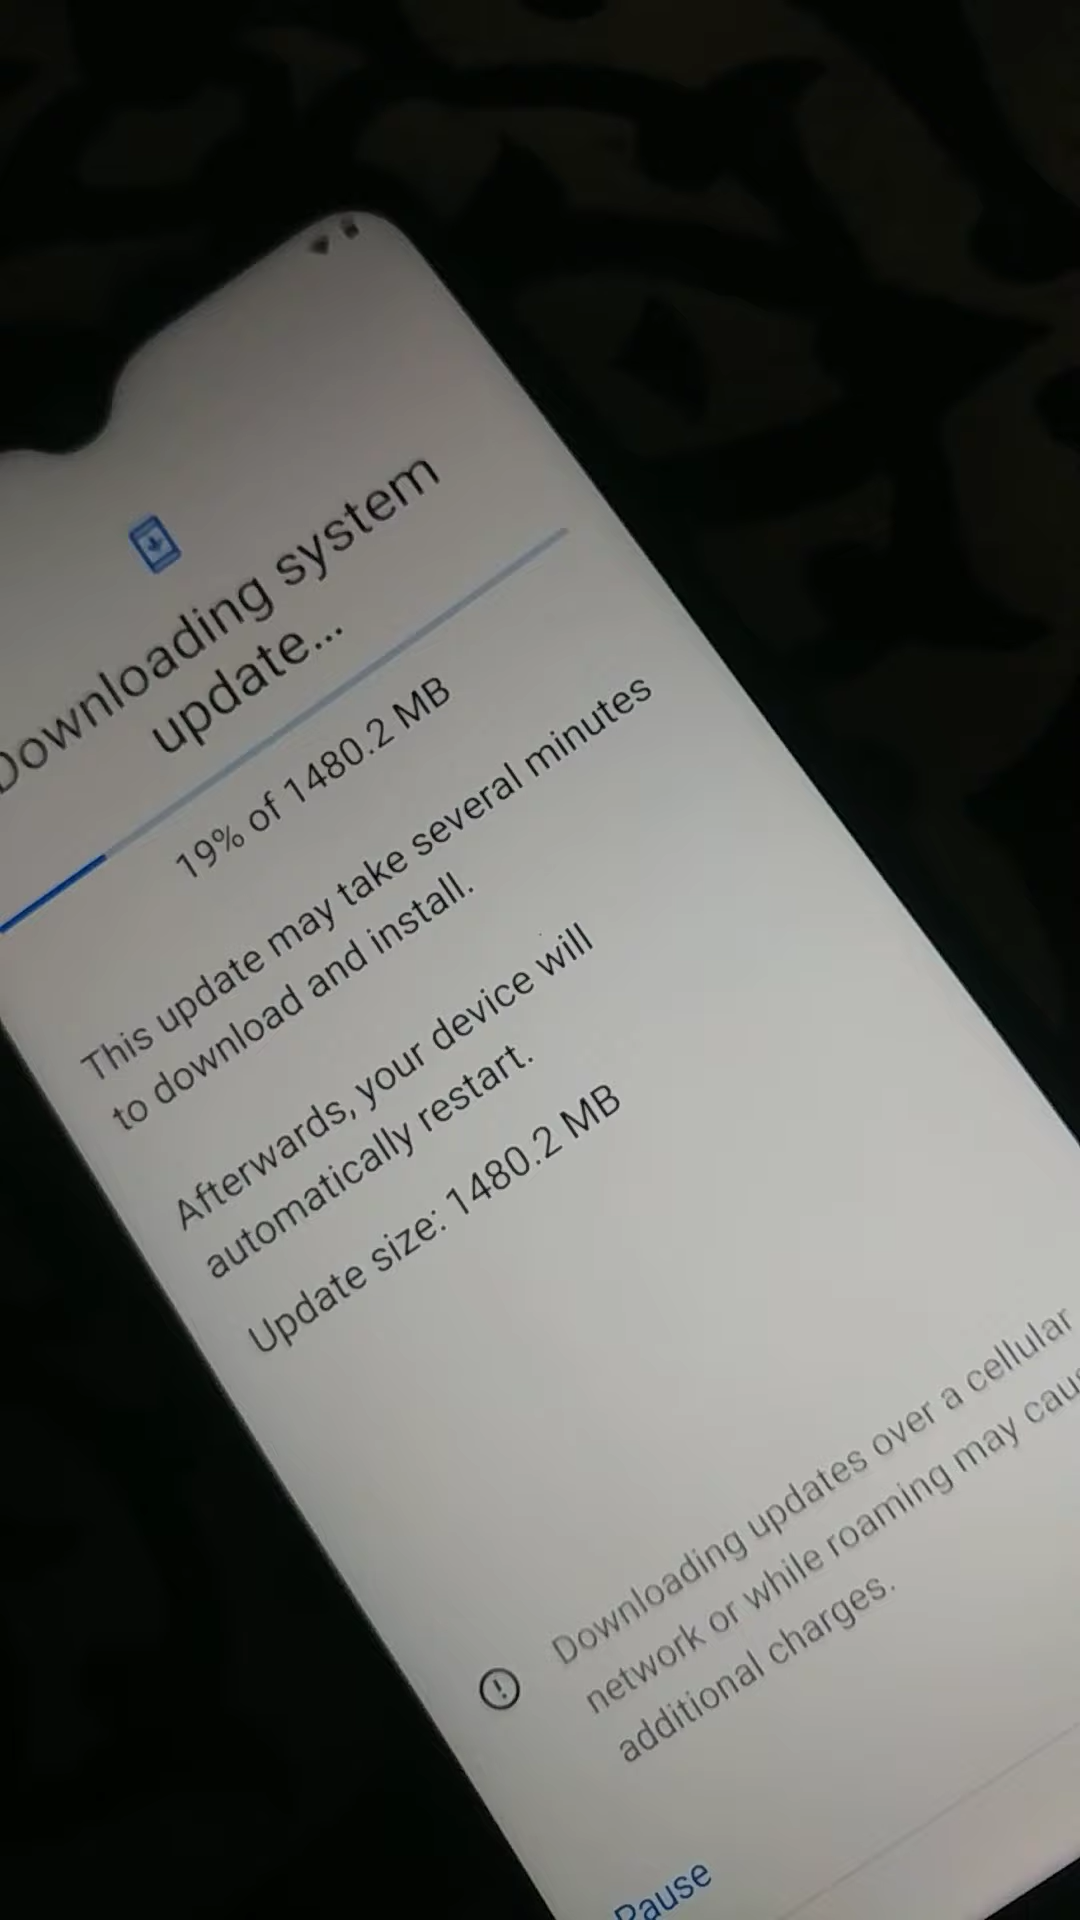 Downloading system
update...
19% of 1480.2 MB
This update may take several minutes
to download and install.
Afterwards, your device will
automatically restart.
Update size: 1480.2 MB
Downloading updates over a cellular
network or while roaming may
additional charges.
Pause